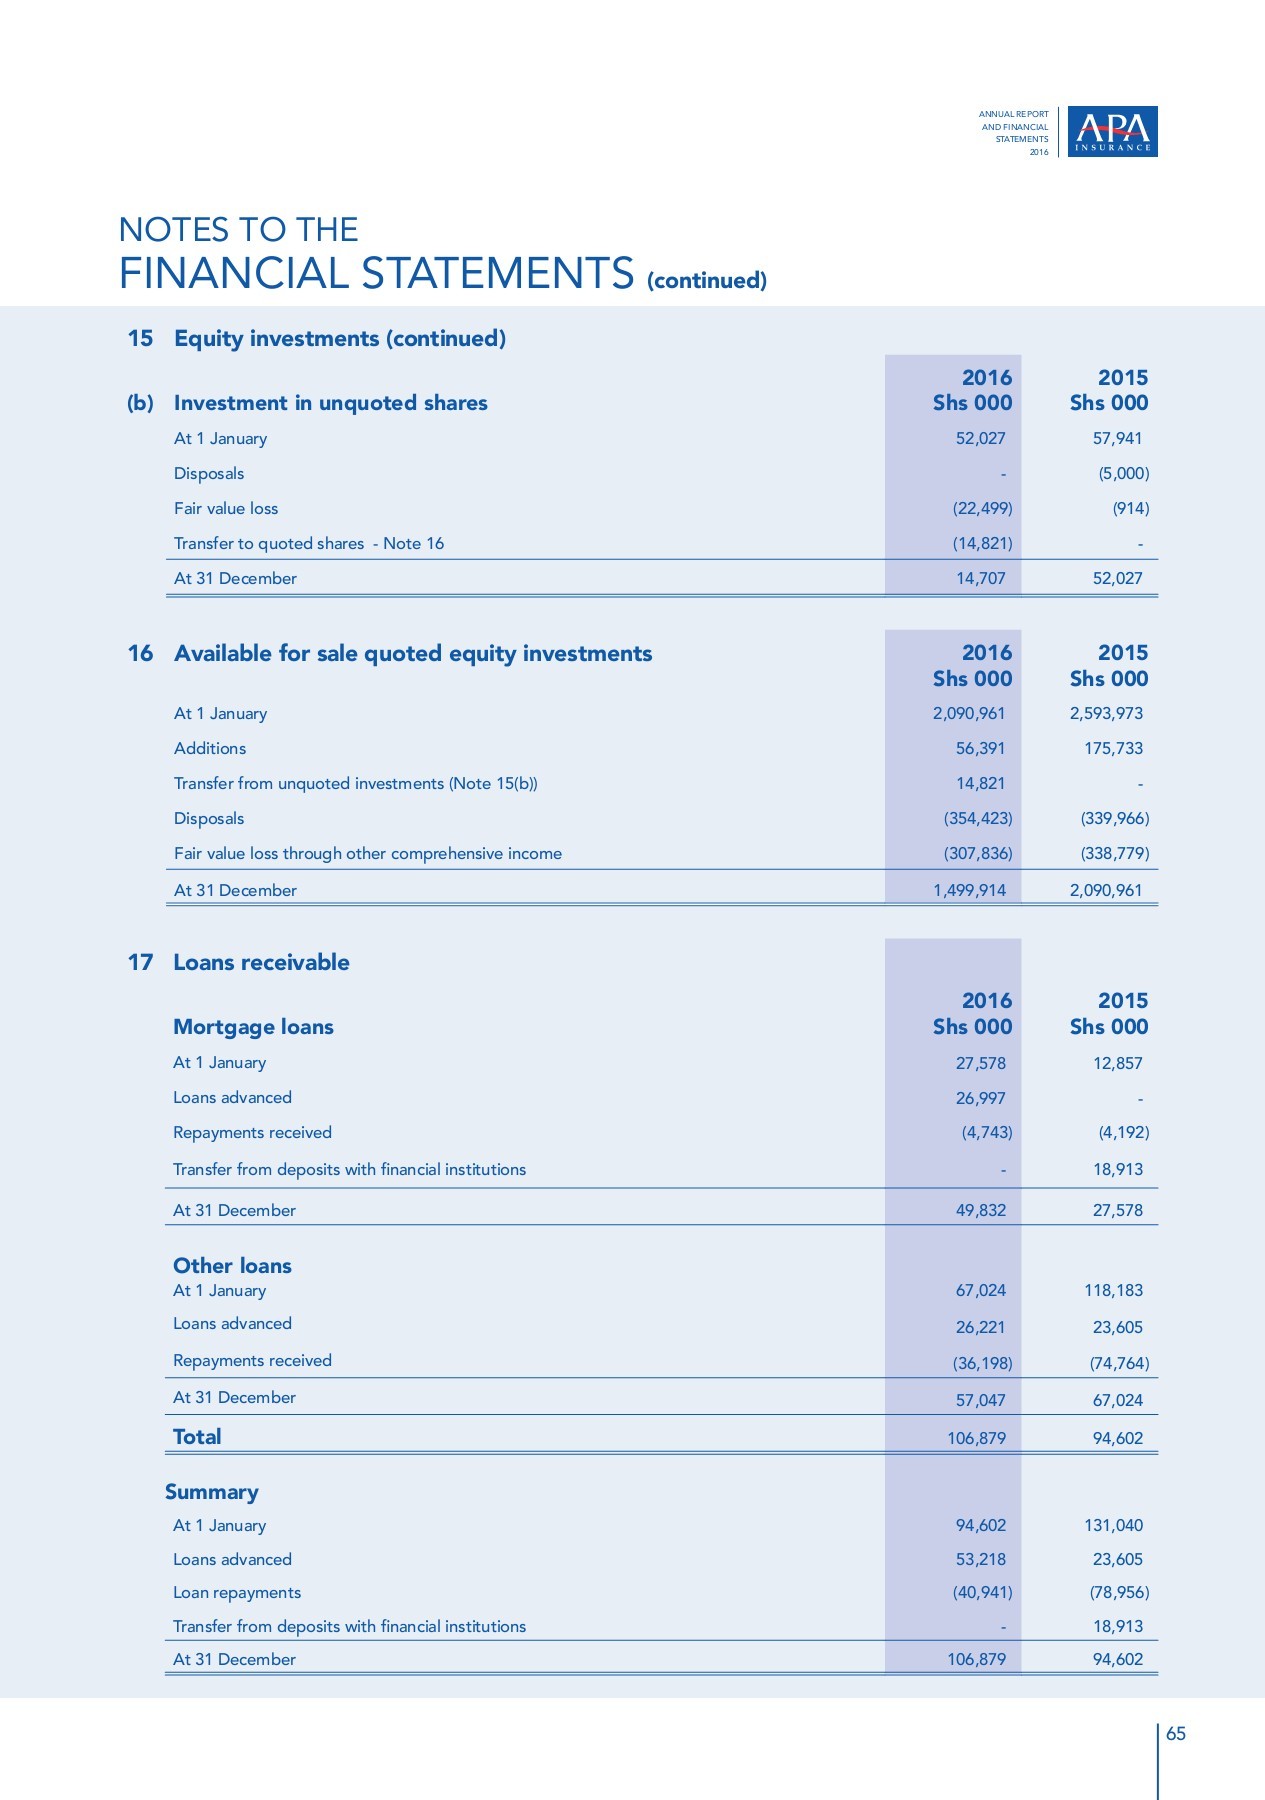 ANNUAL REPORT
AND FINANCIAL
STATEMENTS
2016
APA
INSURANCE
NOTES TO THE
FINANCIAL STATEMENTS (continued)
15 Equity investments (continued)
2016 2015
(b) Investment in unquoted shares Shs 000 Shs 000
At 1 January 52,027 57,941
Disposals - (5,000)
Fair value loss (22,499) (914)
Transfer to quoted shares - Note 16 (14,821) -
At 31 December 14,707 52,027
16 Available for sale quoted equity investments 2016 2015
Shs 000 Shs 000
At 1 January 2,090,961 2,593,973
Additions 56,391 175,733
Transfer from unquoted investments (Note 15(b)) 14,821 -
Disposals (354,423) (339,966)
Fair value loss through other comprehensive income (307,836) (338,779)
At 31 December 1,499,914 2,090,961
17 Loans receivable
2016 2015
Mortgage loans Shs 000 Shs 000
At 1 January 27,578 12,857
Loans advanced 26,997 -
Repayments received (4,743) (4,192)
Transfer from deposits with financial institutions - 18,913
At 31 December 49,832 27,578
Other loans
At 1 January 67,024 118,183
Loans advanced 26,221 23,605
Repayments received (36,198) (74,764)
At 31 December 57,047 67,024
Total 106,879 94,602
Summary
At 1 January 94,602 131,040
Loans advanced 53,218 23,605
Loan repayments (40,941) (78,956)
Transfer from deposits with financial institutions - 18,913
At 31 December 106,879 94,602
65